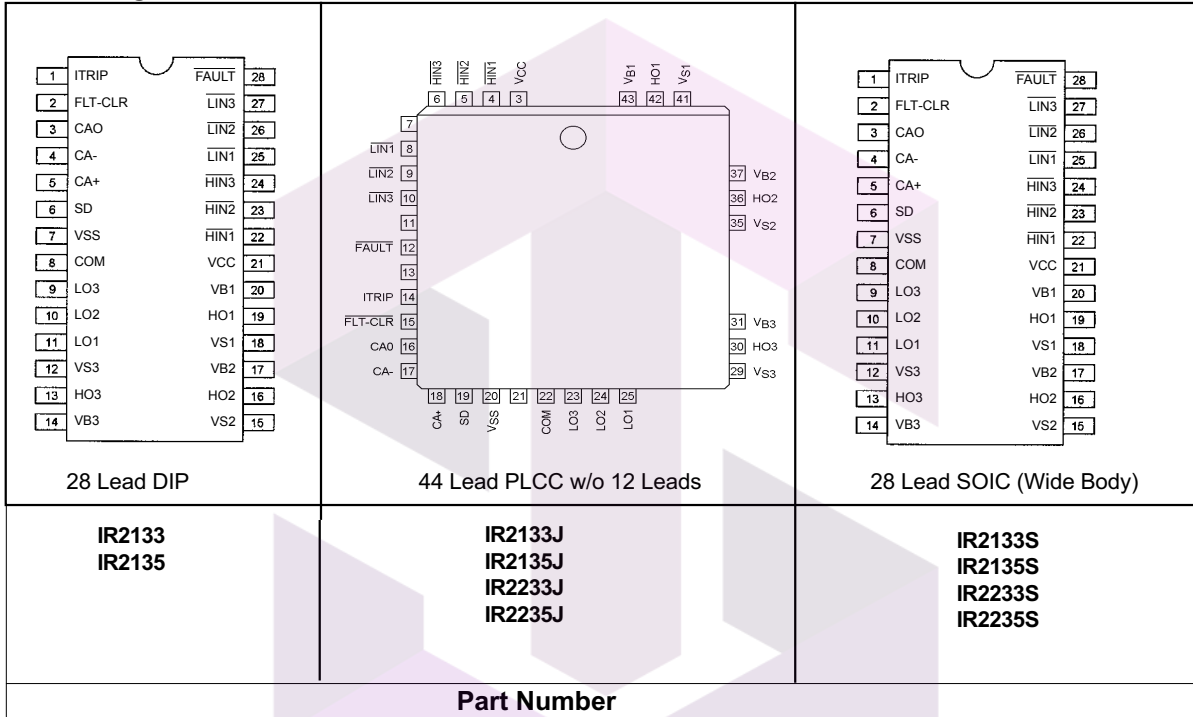 1 ITRIP FAULT 28
2 FLT-CLR LIN3 27
3 CAO LIN2 26
4 CA- LIN1 25
5 CA+ HIN3 24
6 SD HIN2 23
7 VSS HIN1 22
8 COM VCC 21
9 LO3 VB1 20
10 LO2 HO1 19
11 LO1 VS1 18
12 VS3 VB2 17
13 HO3 HO2 16
14 VB3 VS2 15
28 Lead DIP
HIN3 HIN2 HIN1 VCC VB1 HO1 VS1
6 5 4 3 43 42 41
7
LIN1 8
LIN2 9
LIN3 10
11
FAULT 12
13
ITRIP 14
FLT-CLR 15
CA0 16
CA- 17
37 VB2
36 HO2
35 VS2
31 VB3
30 HO3
29 VS3
18 19 20 21 22 23 24 25
CA+ SD VSS COM LO3 LO2 LO1
44 Lead PLCC w/o 12 Leads
1 ITRIP FAULT 28
2 FLT-CLR LIN3 27
3 CAO LIN2 26
4 CA- LIN1 25
5 CA+ HIN3 24
6 SD HIN2 23
7 VSS HIN1 22
8 COM VCC 21
9 LO3 VB1 20
10 LO2 HO1 19
11 LO1 VS1 18
12 VS3 VB2 17
13 HO3 HO2 16
14 VB3 VS2 15
28 Lead SOIC (Wide Body)
IR2133
IR2135
IR2133J
IR2135J
IR2233J
IR2235J
IR2133S
IR2135S
IR2233S
IR2235S
Part Number